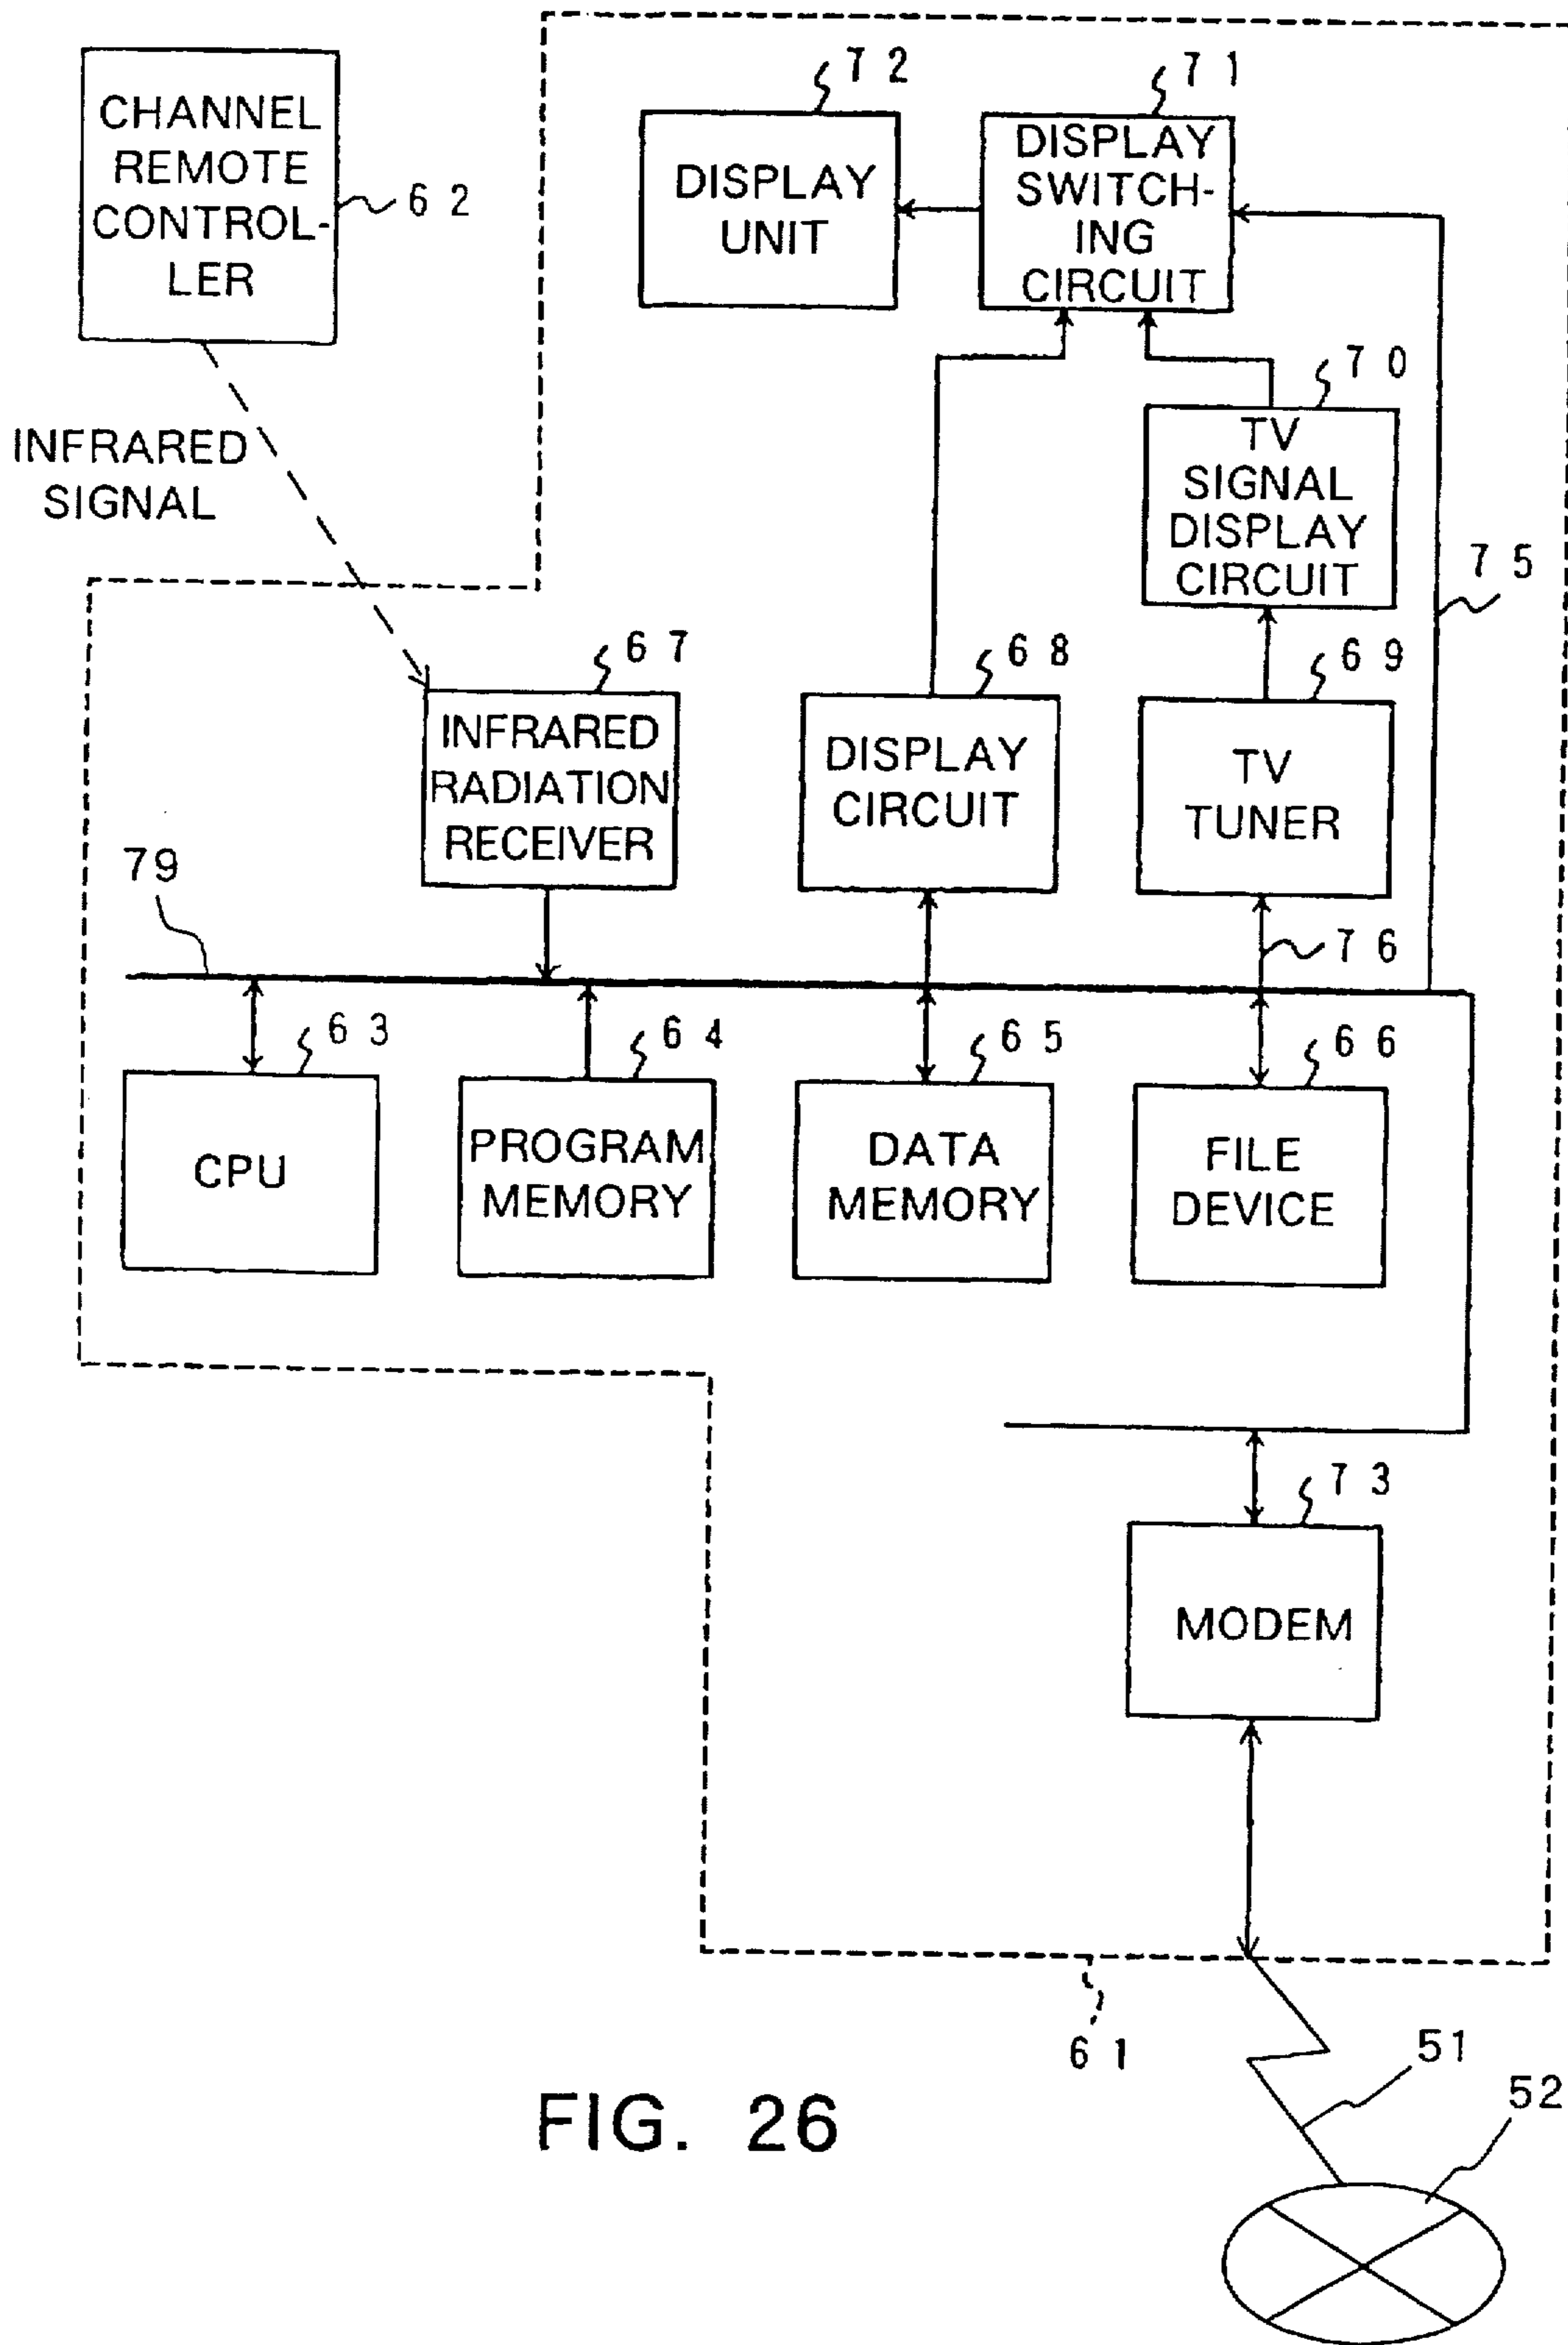 CHANNEL
REMOTE
CONTROL-
LER
62
INFRARED
SIGNAL
72
DISPLAY
UNIT
71
DISPLAY
SWITCH-
ING
CIRCUIT
70
TV
SIGNAL
DISPLAY
CIRCUIT
75
67
INFRARED
RADIATION
RECEIVER
68
DISPLAY
CIRCUIT
69
TV
TUNER
79
76
63
CPU
64
PROGRAM
MEMORY
65
DATA
MEMORY
66
FILE
DEVICE
73
MODEM
61
51
52
FIG. 26